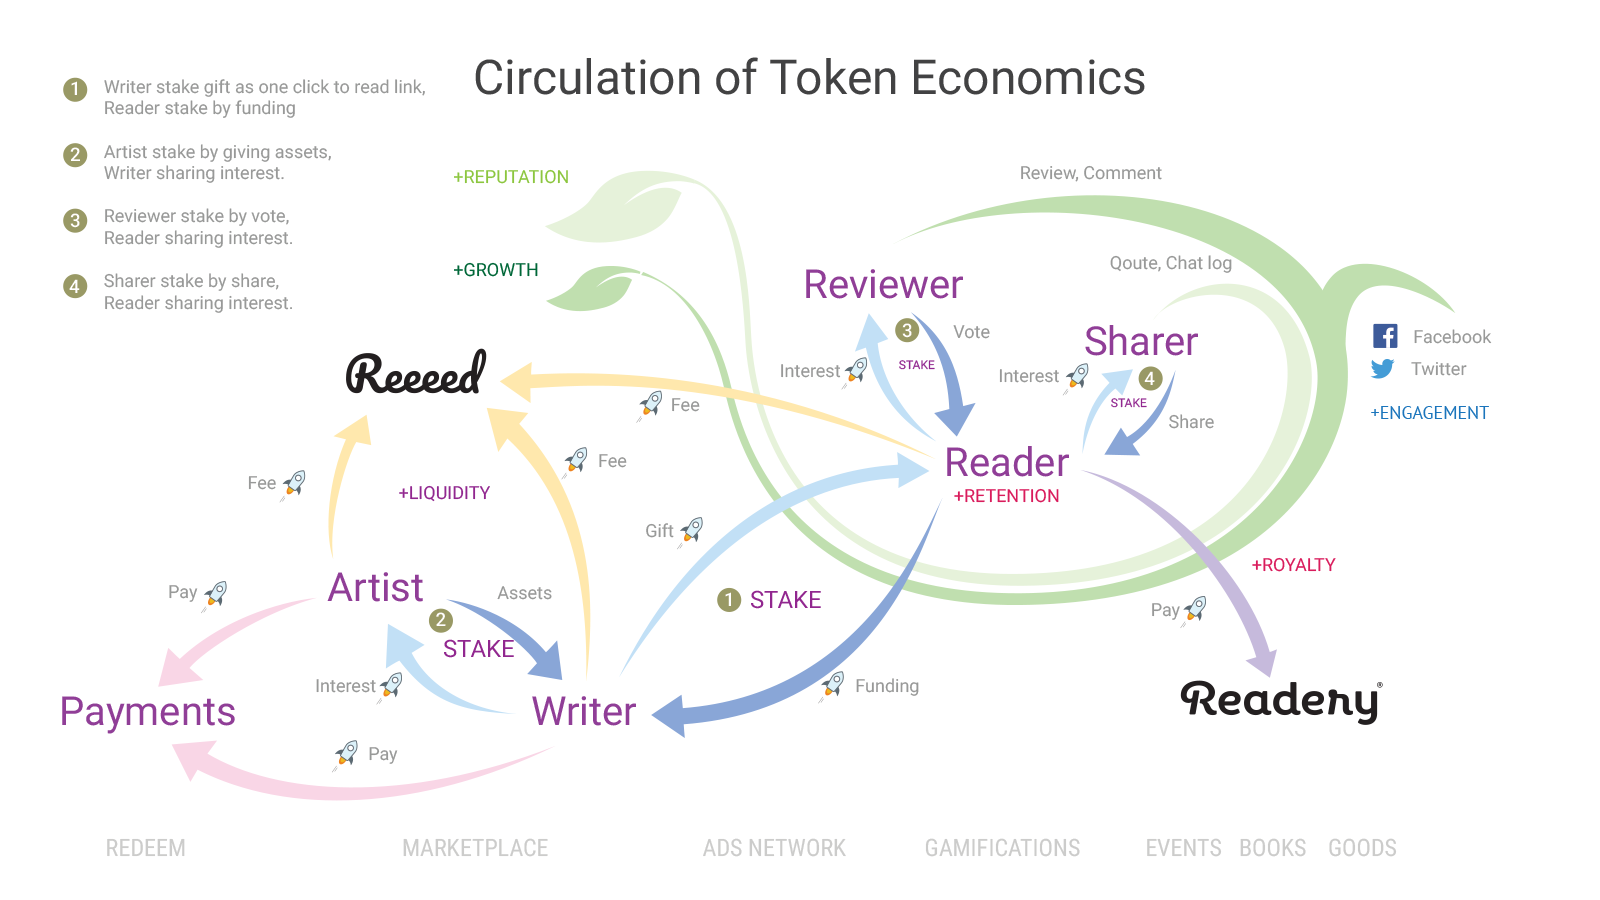 Circulation of Token Economics
1 Writer stake gift as one click to read link,
Reader stake by funding
2 Artist stake by giving assets,
Writer sharing interest.
3 Reviewer stake by vote,
Reader sharing interest.
4 Sharer stake by share,
Reader sharing interest.
+REPUTATION
+GROWTH
Review, Comment
Qoute, Chat log
Reviewer
3
Vote
STAKE
Interest
Sharer
Interest
4
STAKE
Share
Facebook
Twitter
+ENGAGEMENT
Reeeed
Fee
Fee
Fee
+LIQUIDITY
Reader
+RETENTION
Gift
1 STAKE
+ROYALTY
Pay
Pay
Artist
Assets
2
STAKE
Interest
Funding
Payments
Writer
Readery®
Pay
REDEEM
MARKETPLACE
ADS NETWORK
GAMIFICATIONS
EVENTS BOOKS GOODS